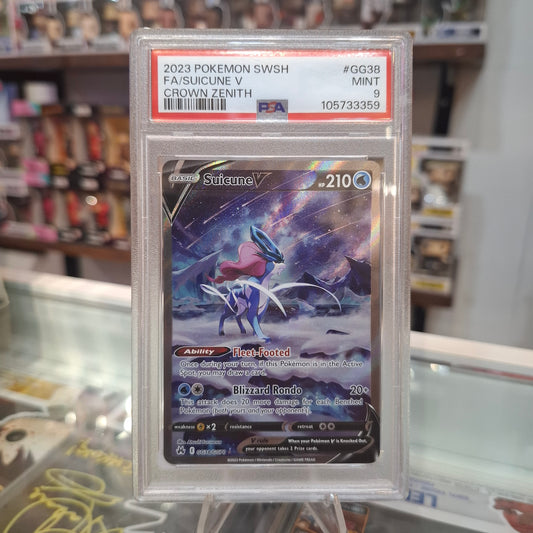 2023 POKEMON SWSH #GG38
FA/SUICUNE V MINT
CROWN ZENITH 9
PSA 105733359
BASIC Suicune V HP 210
Ability Fleet-Footed
Once during your turn, if this Pokémon is in the Active
Spot, you may draw a card.
Blizzard Rondo 20+
This attack does 20 more damage for each Benched
Pokémon (both yours and your opponent's).
weakness ×2 resistance retreat
V rule When your Pokémon V is Knocked Out,
your opponent takes 2 Prize cards.